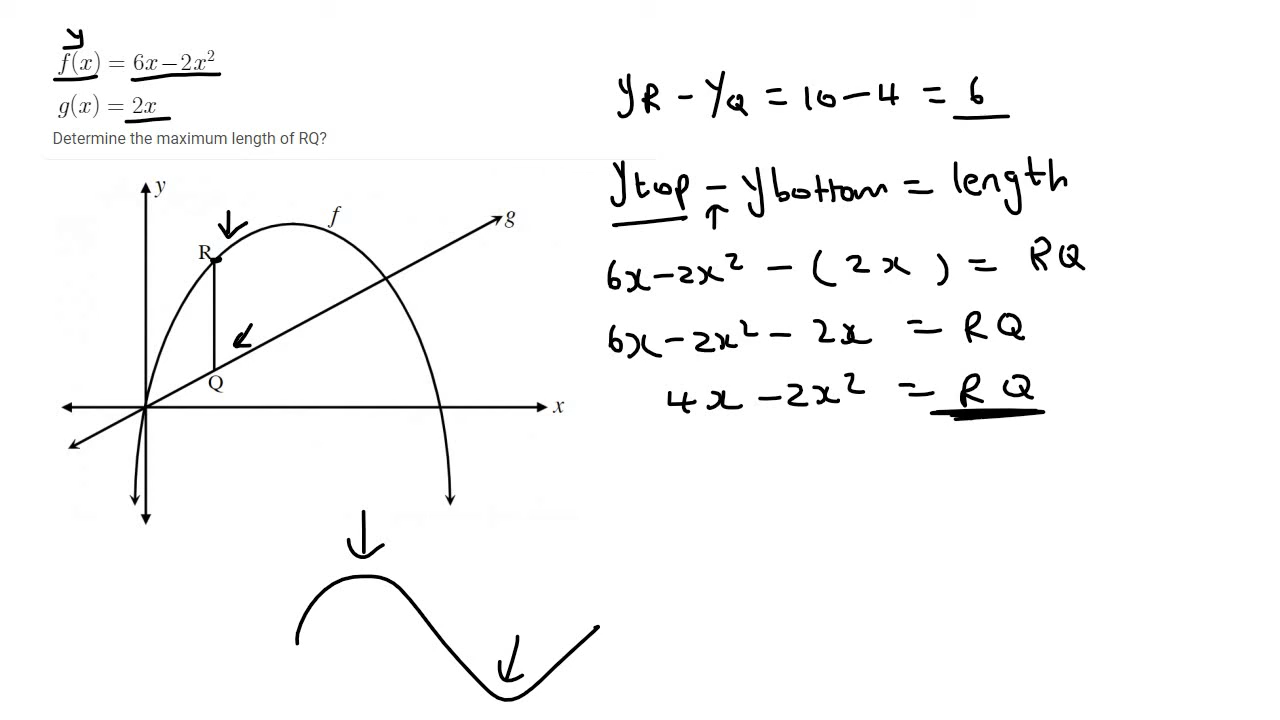 y
f(x) = 6x − 2x²
g(x) = 2x
Determine the maximum length of RQ?
y
f
g
R
Q
x
yR - yQ = 10 - 4 = 6
ytop - ybottom = length
6x - 2x² - (2x) = RQ
6x - 2x² - 2x = RQ
4x - 2x² = RQ